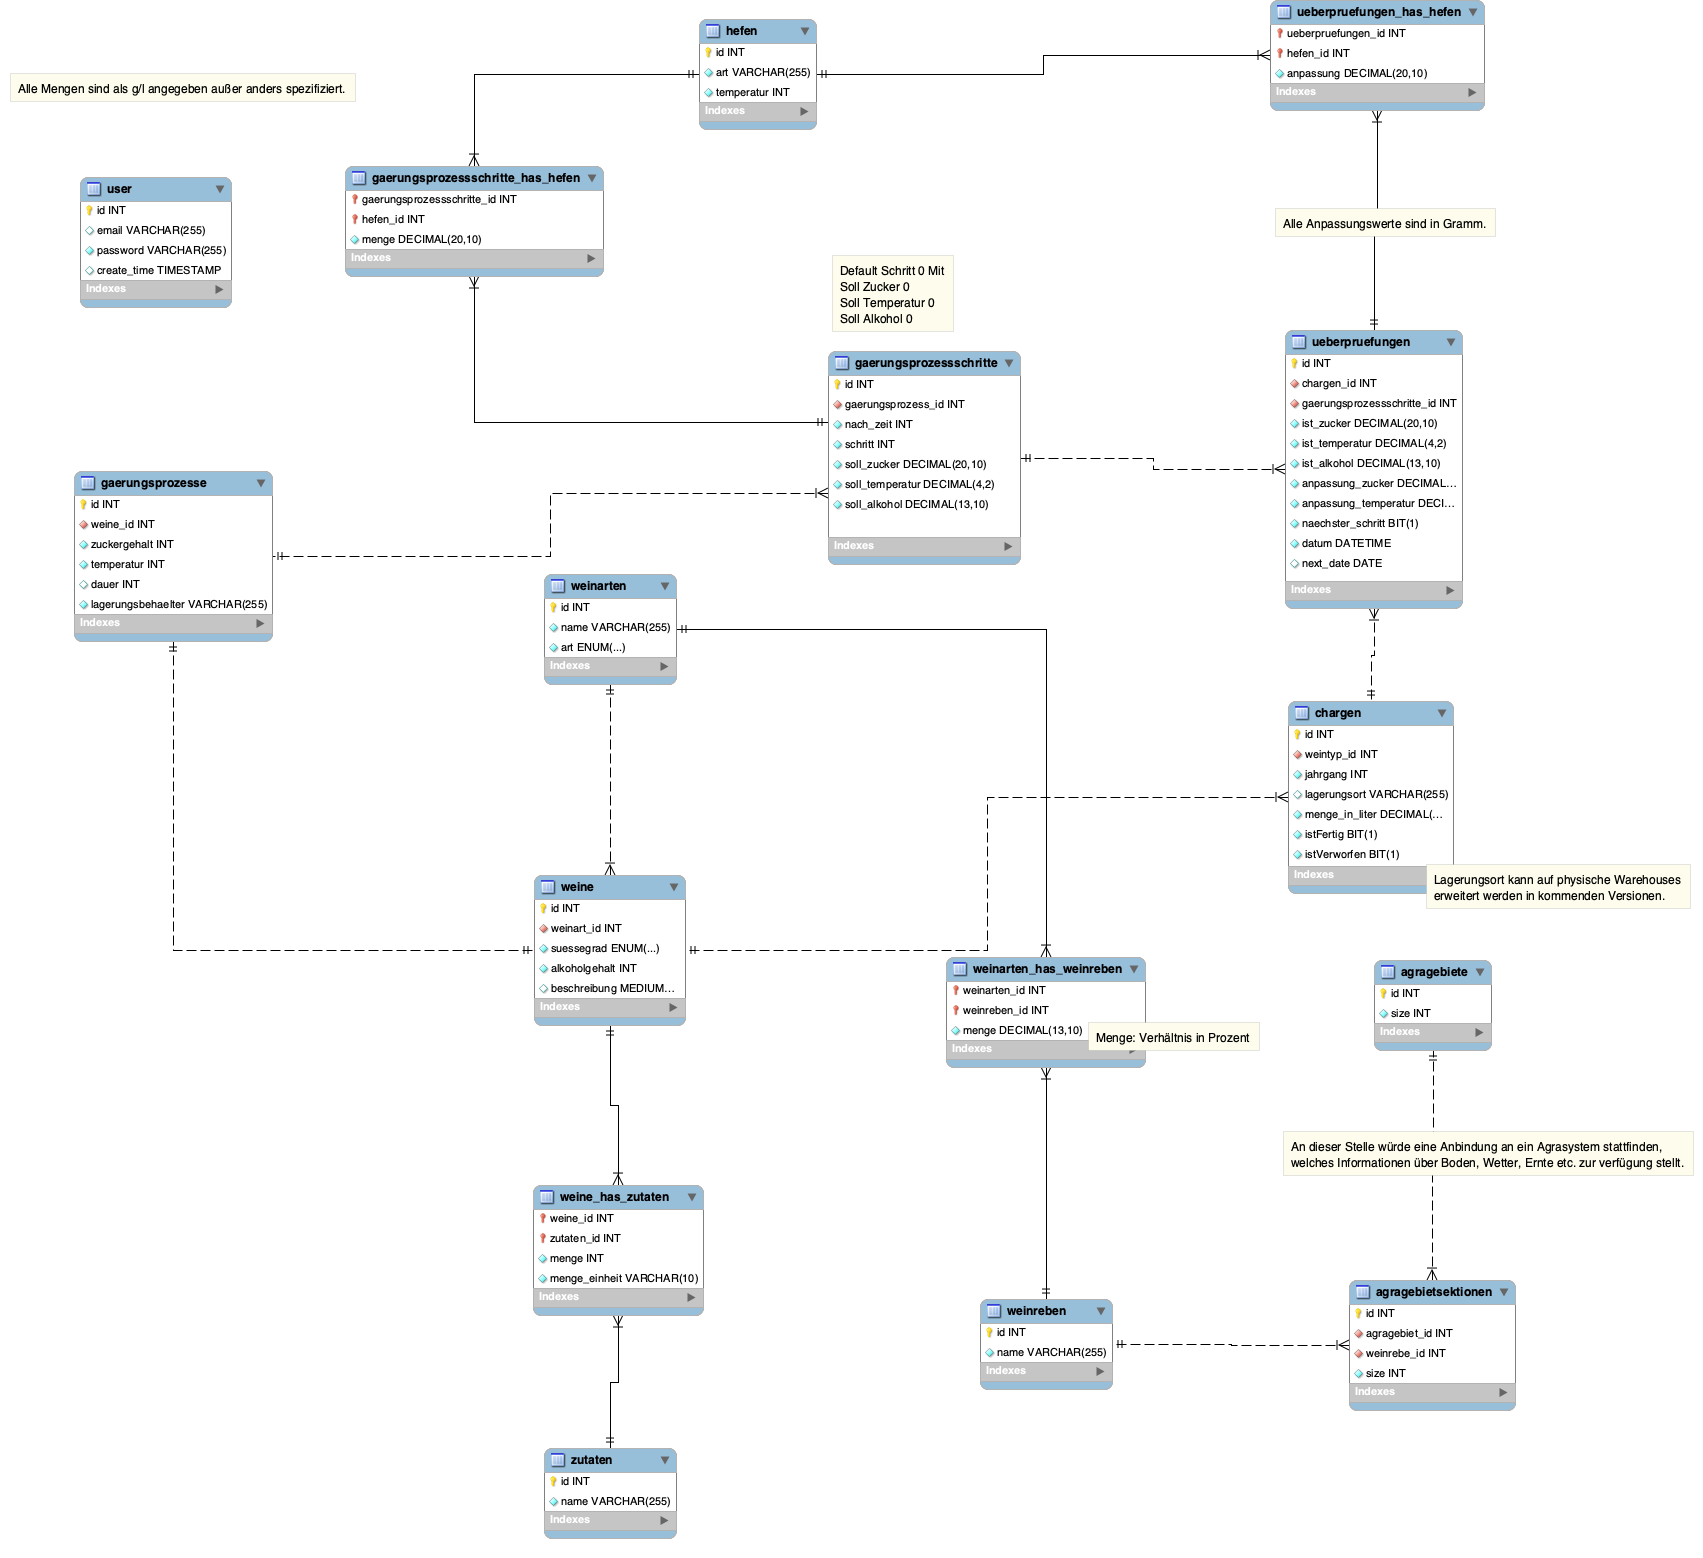 hefen
id INT
art VARCHAR(255)
temperatur INT
Indexes
ueberpruefungen_has_hefen
ueberpruefungen_id INT
hefen_id INT
anpassung DECIMAL(20,10)
Indexes
Alle Mengen sind als g/l angegeben außer anders spezifiziert.
user
id INT
email VARCHAR(255)
password VARCHAR(255)
create_time TIMESTAMP
Indexes
gaerungsprozessschritte_has_hefen
gaerungsprozessschritte_id INT
hefen_id INT
menge DECIMAL(20,10)
Indexes
Alle Anpassungswerte sind in Gramm.
Default Schritt 0 Mit
Soll Zucker 0
Soll Temperatur 0
Soll Alkohol 0
gaerungsprozessschritte
id INT
gaerungsprozess_id INT
nach_zeit INT
schritt INT
soll_zucker DECIMAL(20,10)
soll_temperatur DECIMAL(4,2)
soll_alkohol DECIMAL(13,10)
Indexes
ueberpruefungen
id INT
chargen_id INT
gaerungsprozessschritte_id INT
ist_zucker DECIMAL(20,10)
ist_temperatur DECIMAL(4,2)
ist_alkohol DECIMAL(13,10)
anpassung_zucker DECIMAL...
anpassung_temperatur DECI...
naechster_schritt BIT(1)
datum DATETIME
next_date DATE
Indexes
gaerungsprozesse
id INT
weine_id INT
zuckergehalt INT
temperatur INT
dauer INT
lagerungsbehaelter VARCHAR(255)
Indexes
weinarten
id INT
name VARCHAR(255)
art ENUM(...)
Indexes
chargen
id INT
weintyp_id INT
jahrgang INT
lagerungsort VARCHAR(255)
menge_in_liter DECIMAL(...
istFertig BIT(1)
istVerworfen BIT(1)
Indexes
Lagerungsort kann auf physische Warehouses
erweitert werden in kommenden Versionen.
weine
id INT
weinart_id INT
suessegrad ENUM(...)
alkoholgehalt INT
beschreibung MEDIUM...
Indexes
weinarten_has_weinreben
weinarten_id INT
weinreben_id INT
menge DECIMAL(13,10)
Indexes
Menge: Verhältnis in Prozent
agragebiete
id INT
size INT
Indexes
An dieser Stelle würde eine Anbindung an ein Agrasystem stattfinden,
welches Informationen über Boden, Wetter, Ernte etc. zur verfügung stellt.
weine_has_zutaten
weine_id INT
zutaten_id INT
menge INT
menge_einheit VARCHAR(10)
Indexes
weinreben
id INT
name VARCHAR(255)
Indexes
agragebietsektionen
id INT
agragebiet_id INT
weinrebe_id INT
size INT
Indexes
zutaten
id INT
name VARCHAR(255)
Indexes